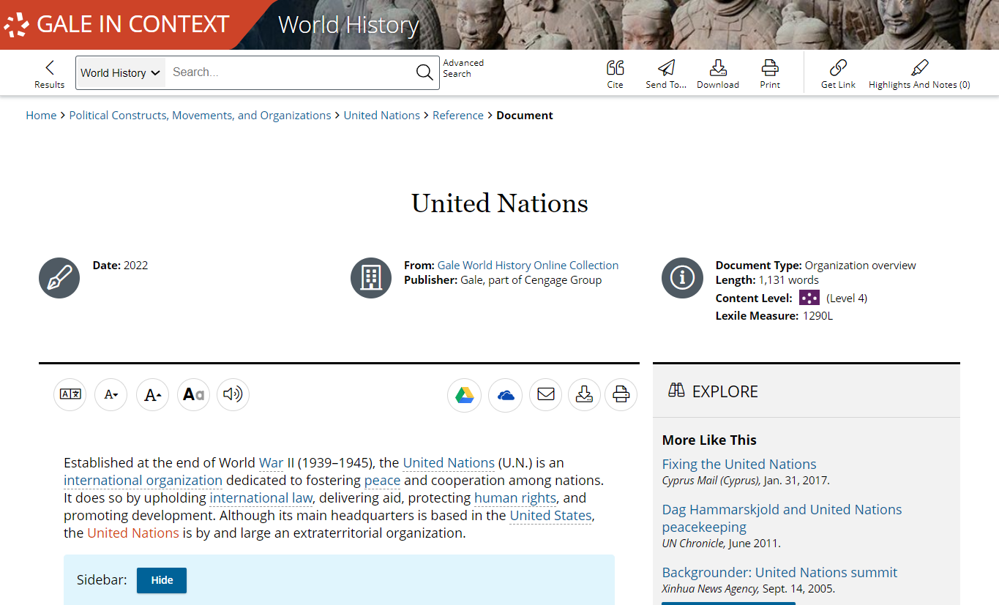 GALE IN CONTEXT
World History
Results
World History
Search...
Advanced
Search
Cite
Send To...
Download
Print
Get Link
Highlights And Notes (0)
Home > Political Constructs, Movements, and Organizations > United Nations > Reference > Document
United Nations
Date: 2022
From: Gale World History Online Collection
Publisher: Gale, part of Cengage Group
Document Type: Organization overview
Length: 1,131 words
Content Level: (Level 4)
Lexile Measure: 1290L
A
A
A
Aa
Established at the end of World War II (1939–1945), the United Nations (U.N.) is an
international organization dedicated to fostering peace and cooperation among nations.
It does so by upholding international law, delivering aid, protecting human rights, and
promoting development. Although its main headquarters is based in the United States,
the United Nations is by and large an extraterritorial organization.
Sidebar: Hide
EXPLORE
More Like This
Fixing the United Nations
Cyprus Mail (Cyprus), Jan. 31, 2017.
Dag Hammarskjold and United Nations
peacekeeping
UN Chronicle, June 2011.
Backgrounder: United Nations summit
Xinhua News Agency, Sept. 14, 2005.